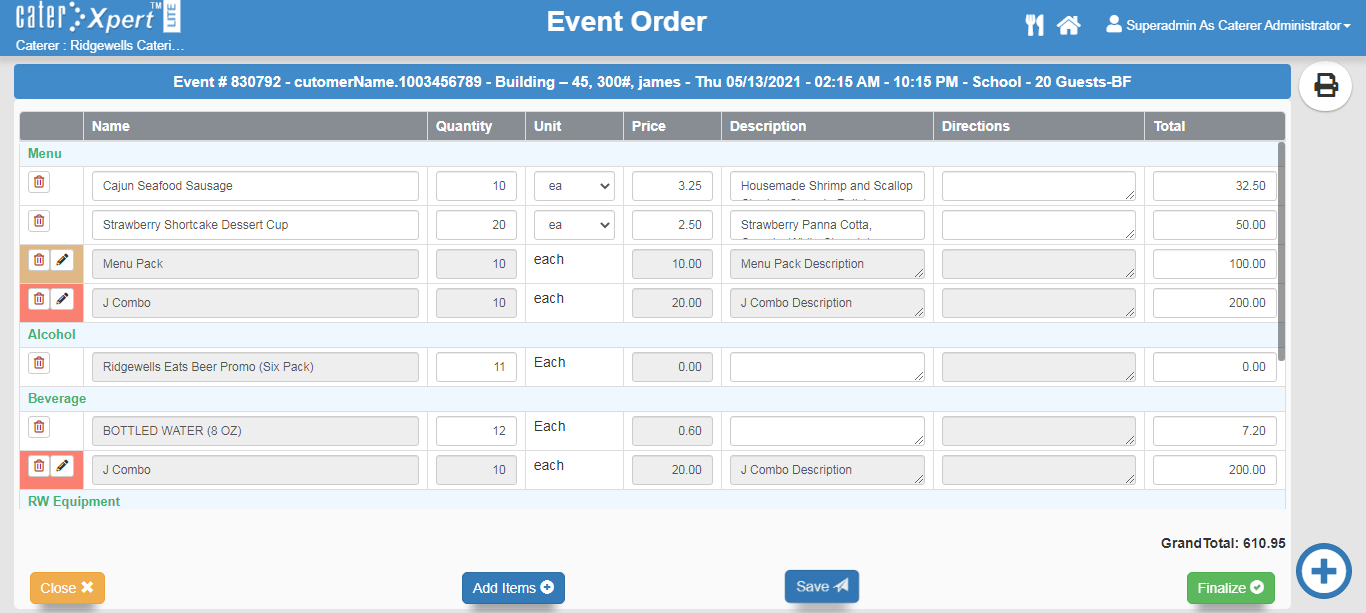 cater Xpert™ LITE
Event Order
Superadmin As Caterer Administrator
Caterer : Ridgewells Cateri...
Event # 830792 - cutomerName.1003456789 - Building – 45, 300#, james - Thu 05/13/2021 - 02:15 AM - 10:15 PM - School - 20 Guests-BF
Name Quantity Unit Price Description Directions Total
Menu
Cajun Seafood Sausage 10 ea 3.25 Housemade Shrimp and Scallop 32.50
Strawberry Shortcake Dessert Cup 20 ea 2.50 Strawberry Panna Cotta, 50.00
Menu Pack 10 each 10.00 Menu Pack Description 100.00
J Combo 10 each 20.00 J Combo Description 200.00
Alcohol
Ridgewells Eats Beer Promo (Six Pack) 11 Each 0.00 0.00
Beverage
BOTTLED WATER (8 OZ) 12 Each 0.60 7.20
J Combo 10 each 20.00 J Combo Description 200.00
RW Equipment
GrandTotal: 610.95
Close Add Items Save Finalize